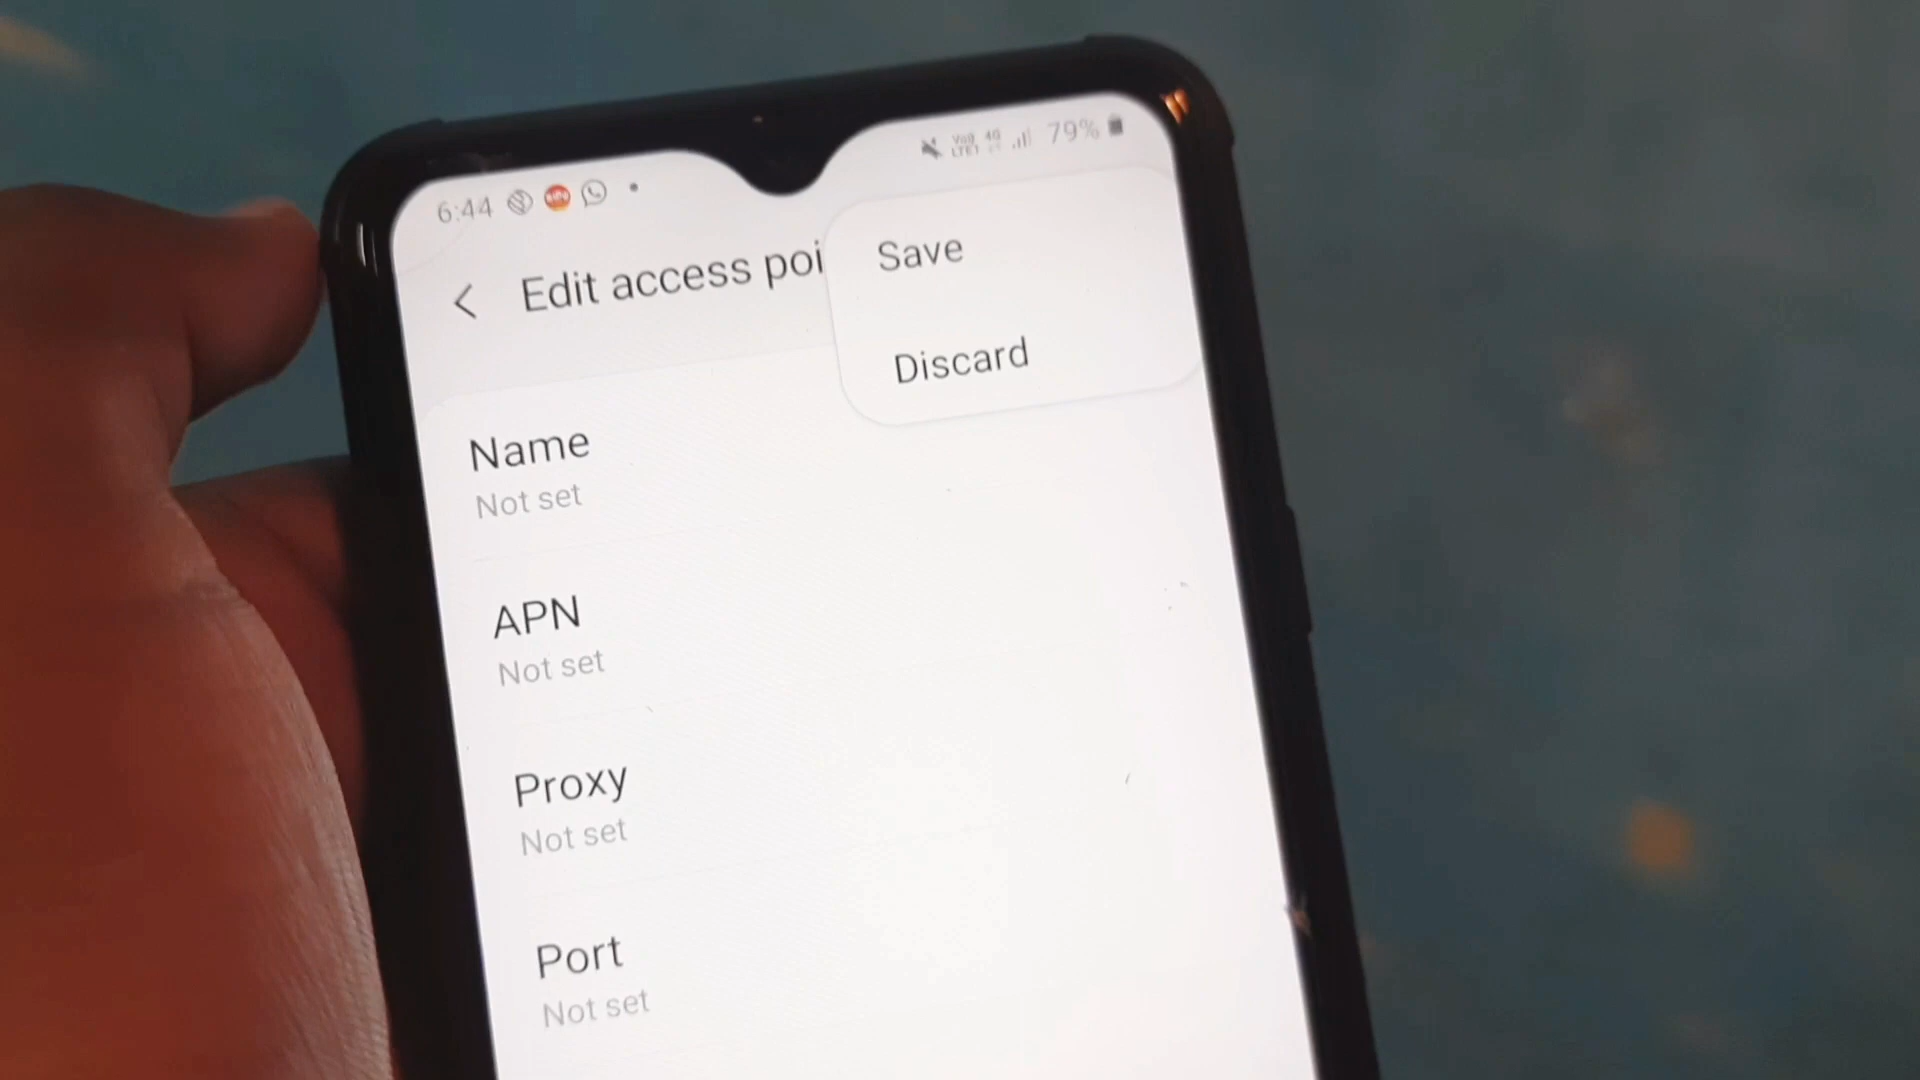 6:44
4G
79%
Edit access poi
Save
Discard
Name
Not set
APN
Not set
Proxy
Not set
Port
Not set